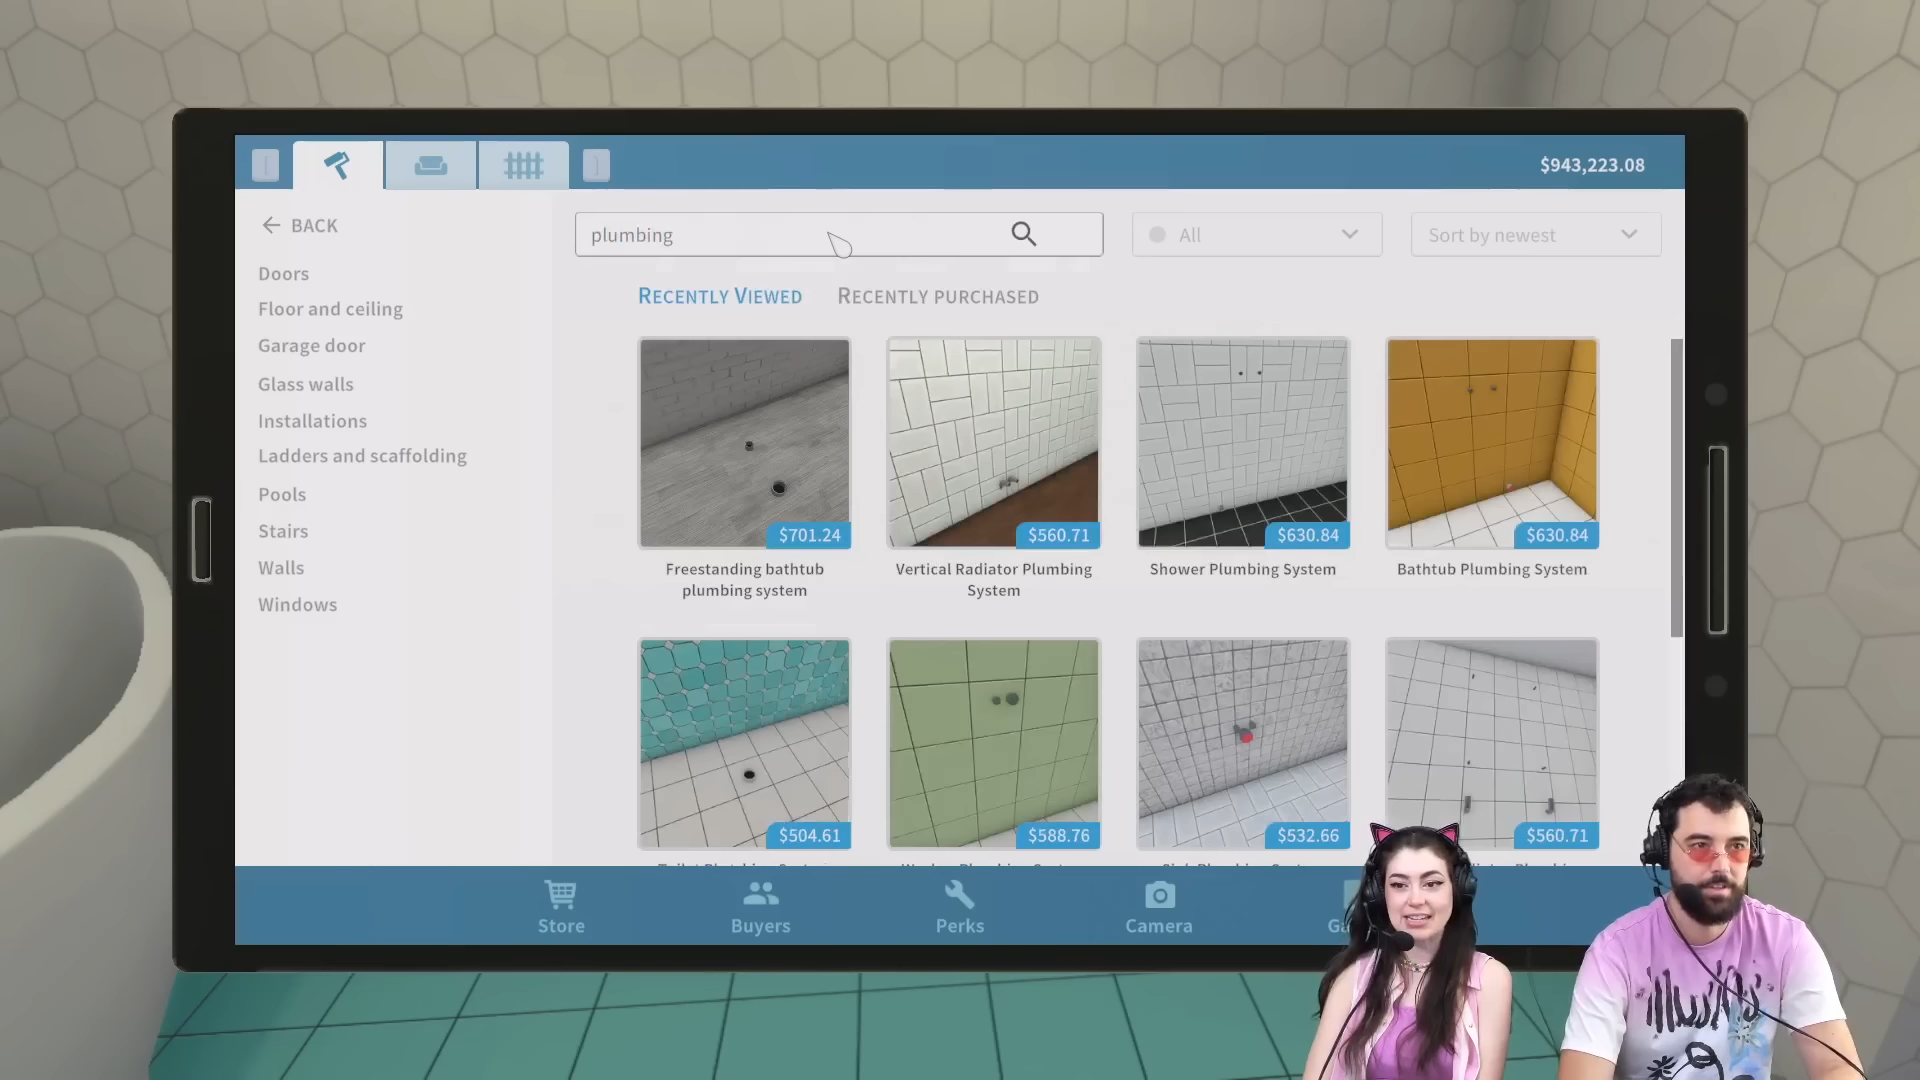 $943,223.08
BACK
plumbing
All
Sort by newest
Doors
Floor and ceiling
Garage door
Glass walls
Installations
Ladders and scaffolding
Pools
Stairs
Walls
Windows
RECENTLY VIEWED
RECENTLY PURCHASED
$701.24
$560.71
$630.84
$630.84
Freestanding bathtub
plumbing system
Vertical Radiator Plumbing
System
Shower Plumbing System
Bathtub Plumbing System
$504.61
$588.76
$532.66
$560.71
Store
Buyers
Perks
Camera